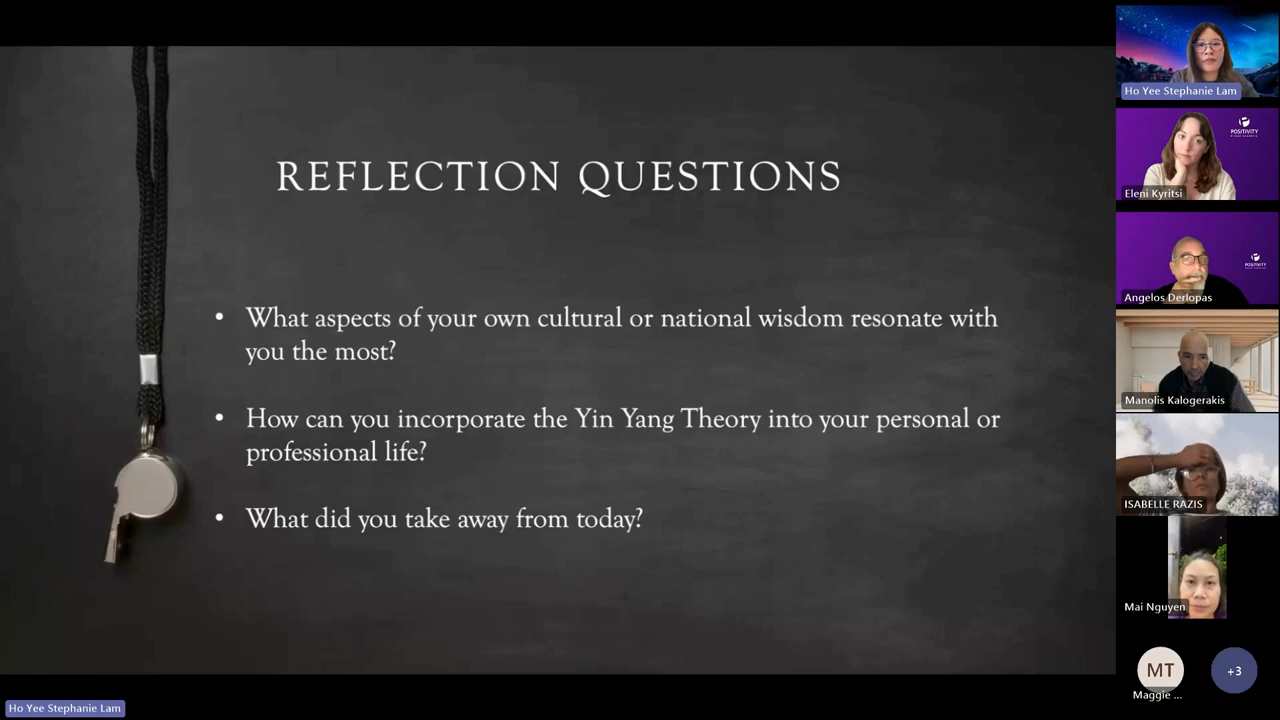 REFLECTION QUESTIONS
• What aspects of your own cultural or national wisdom resonate with
you the most?
• How can you incorporate the Yin Yang Theory into your personal or
professional life?
• What did you take away from today?
Ho Yee Stephanie Lam
POSITIVITY
Eleni Kyritsi
POSITIVITY
Angelos Derlopas
Manolis Kalogerakis
ISABELLE RAZIS
Mai Nguyen
MT
Maggie ...
+3
Ho Yee Stephanie Lam